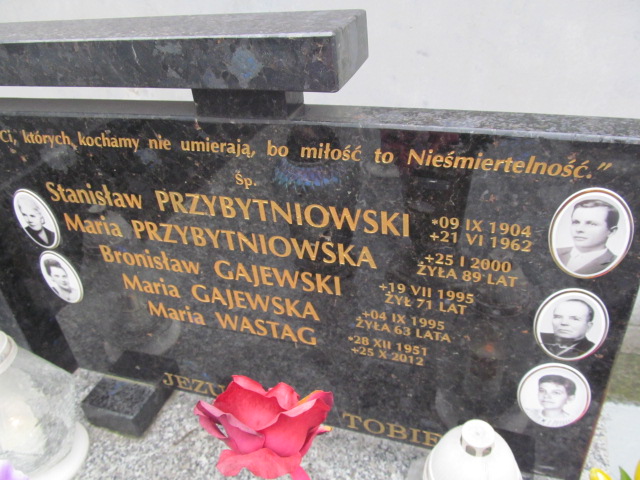 Ci, których kochamy nie umierają, bo miłość to Nieśmiertelność."
Śp.
Stanisław PRZYBYTNIOWSKI *09 IX 1904
+21 VI 1962
Maria PRZYBYTNIOWSKA +25 I 2000
ŻYŁA 89 LAT
Bronisław GAJEWSKI +19 VII 1995
ŻYŁ 71 LAT
Maria GAJEWSKA +04 IX 1995
ŻYŁA 63 LATA
Maria WASTĄG *28 XII 1951
+25 X 2012